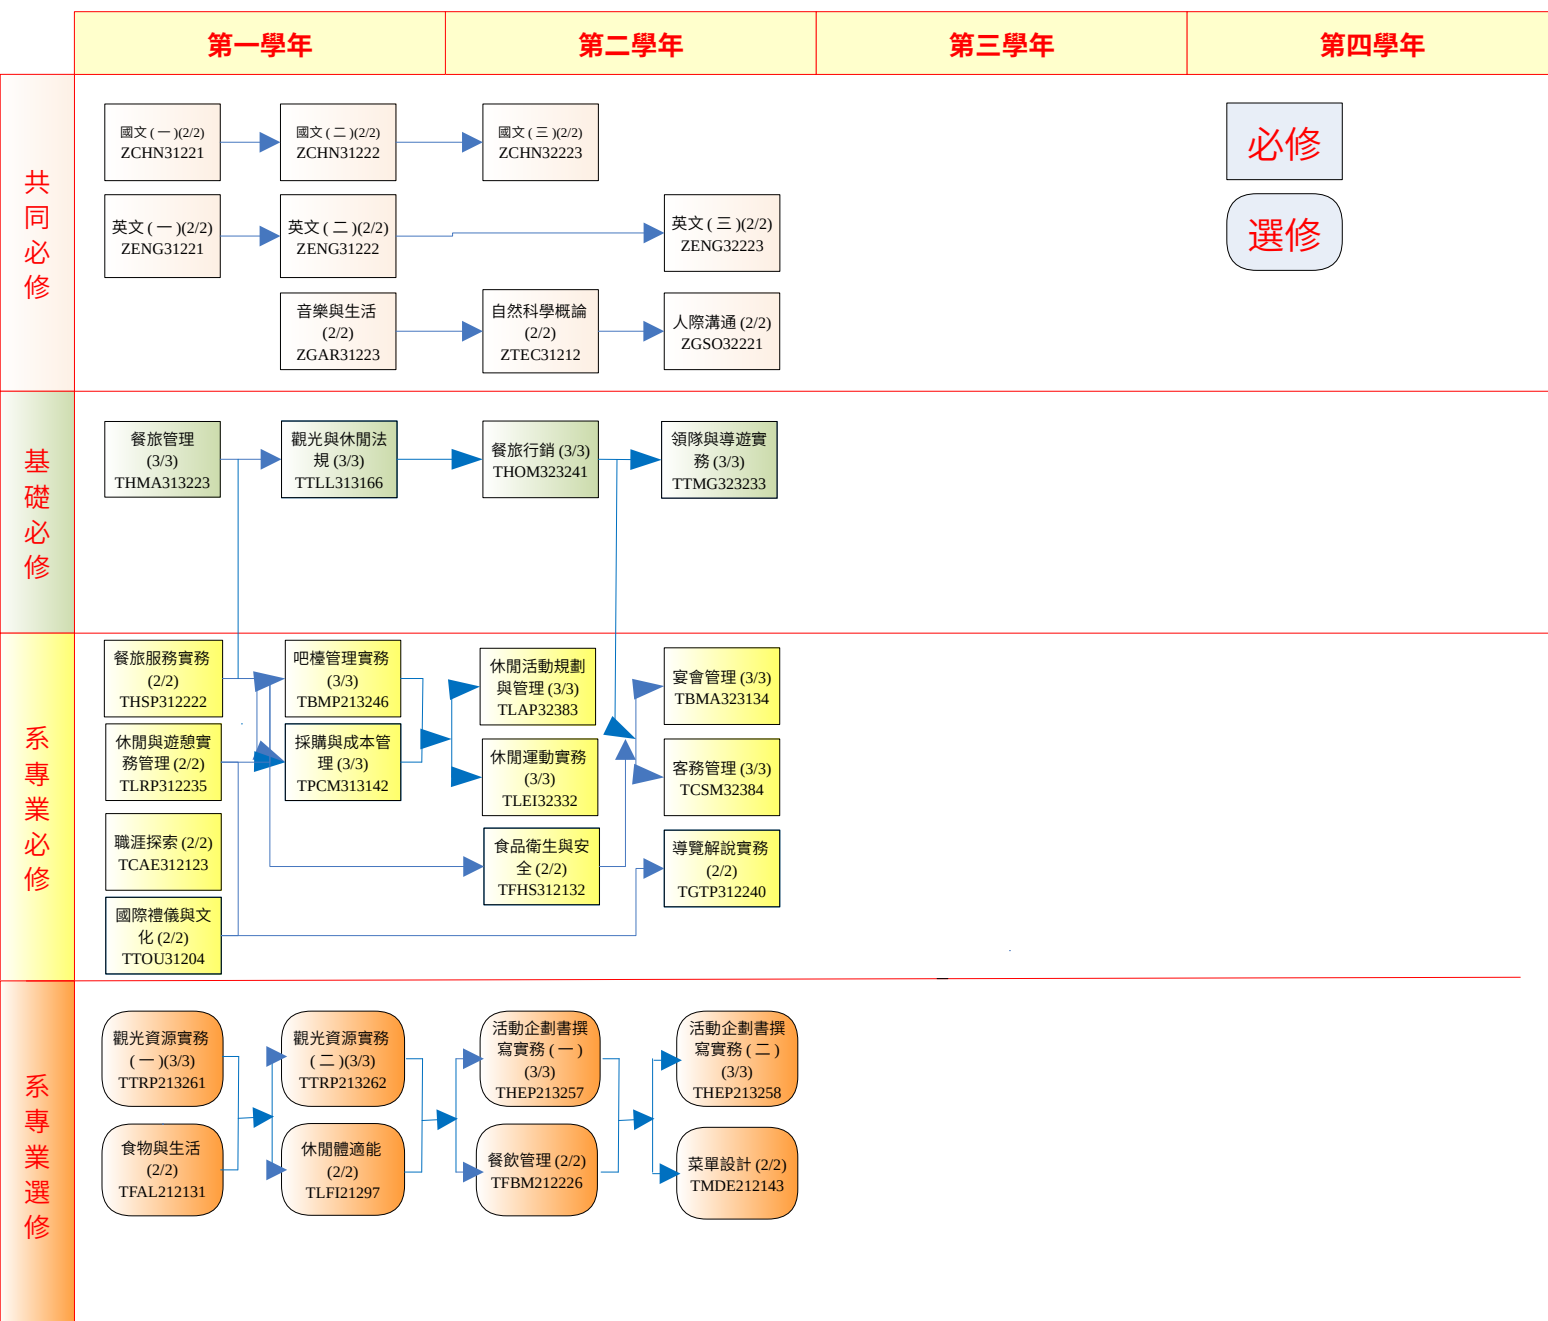 第一學年
第二學年
第三學年
第四學年
共
同
必
修
國文 ( 一 )(2/2)
ZCHN31221
國文 ( 二 )(2/2)
ZCHN31222
國文 ( 三 )(2/2)
ZCHN32223
必修
英文 ( 一 )(2/2)
ZENG31221
英文 ( 二 )(2/2)
ZENG31222
英文 ( 三 )(2/2)
ZENG32223
選修
音樂與生活
(2/2)
ZGAR31223
自然科學概論
(2/2)
ZTEC31212
人際溝通 (2/2)
ZGSO32221
基
礎
必
修
餐旅管理
(3/3)
THMA313223
觀光與休閒法
規 (3/3)
TTLL313166
餐旅行銷 (3/3)
THOM323241
領隊與導遊實
務 (3/3)
TTMG323233
系
專
業
必
修
餐旅服務實務
(2/2)
THSP312222
吧檯管理實務
(3/3)
TBMP213246
休閒活動規劃
與管理 (3/3)
TLAP32383
宴會管理 (3/3)
TBMA323134
休閒與遊憩實
務管理 (2/2)
TLRP312235
採購與成本管
理 (3/3)
TPCM313142
休閒運動實務
(3/3)
TLEI32332
客務管理 (3/3)
TCSM32384
職涯探索 (2/2)
TCAE312123
食品衛生與安
全 (2/2)
TFHS312132
導覽解說實務
(2/2)
TGTP312240
國際禮儀與文
化 (2/2)
TTOU31204
系
專
業
選
修
觀光資源實務
( 一 )(3/3)
TTRP213261
觀光資源實務
( 二 )(3/3)
TTRP213262
活動企劃書撰
寫實務 ( 一 )
(3/3)
THEP213257
活動企劃書撰
寫實務 ( 二 )
(3/3)
THEP213258
食物與生活
(2/2)
TFAL212131
休閒體適能
(2/2)
TLFI21297
餐飲管理 (2/2)
TFBM212226
菜單設計 (2/2)
TMDE212143